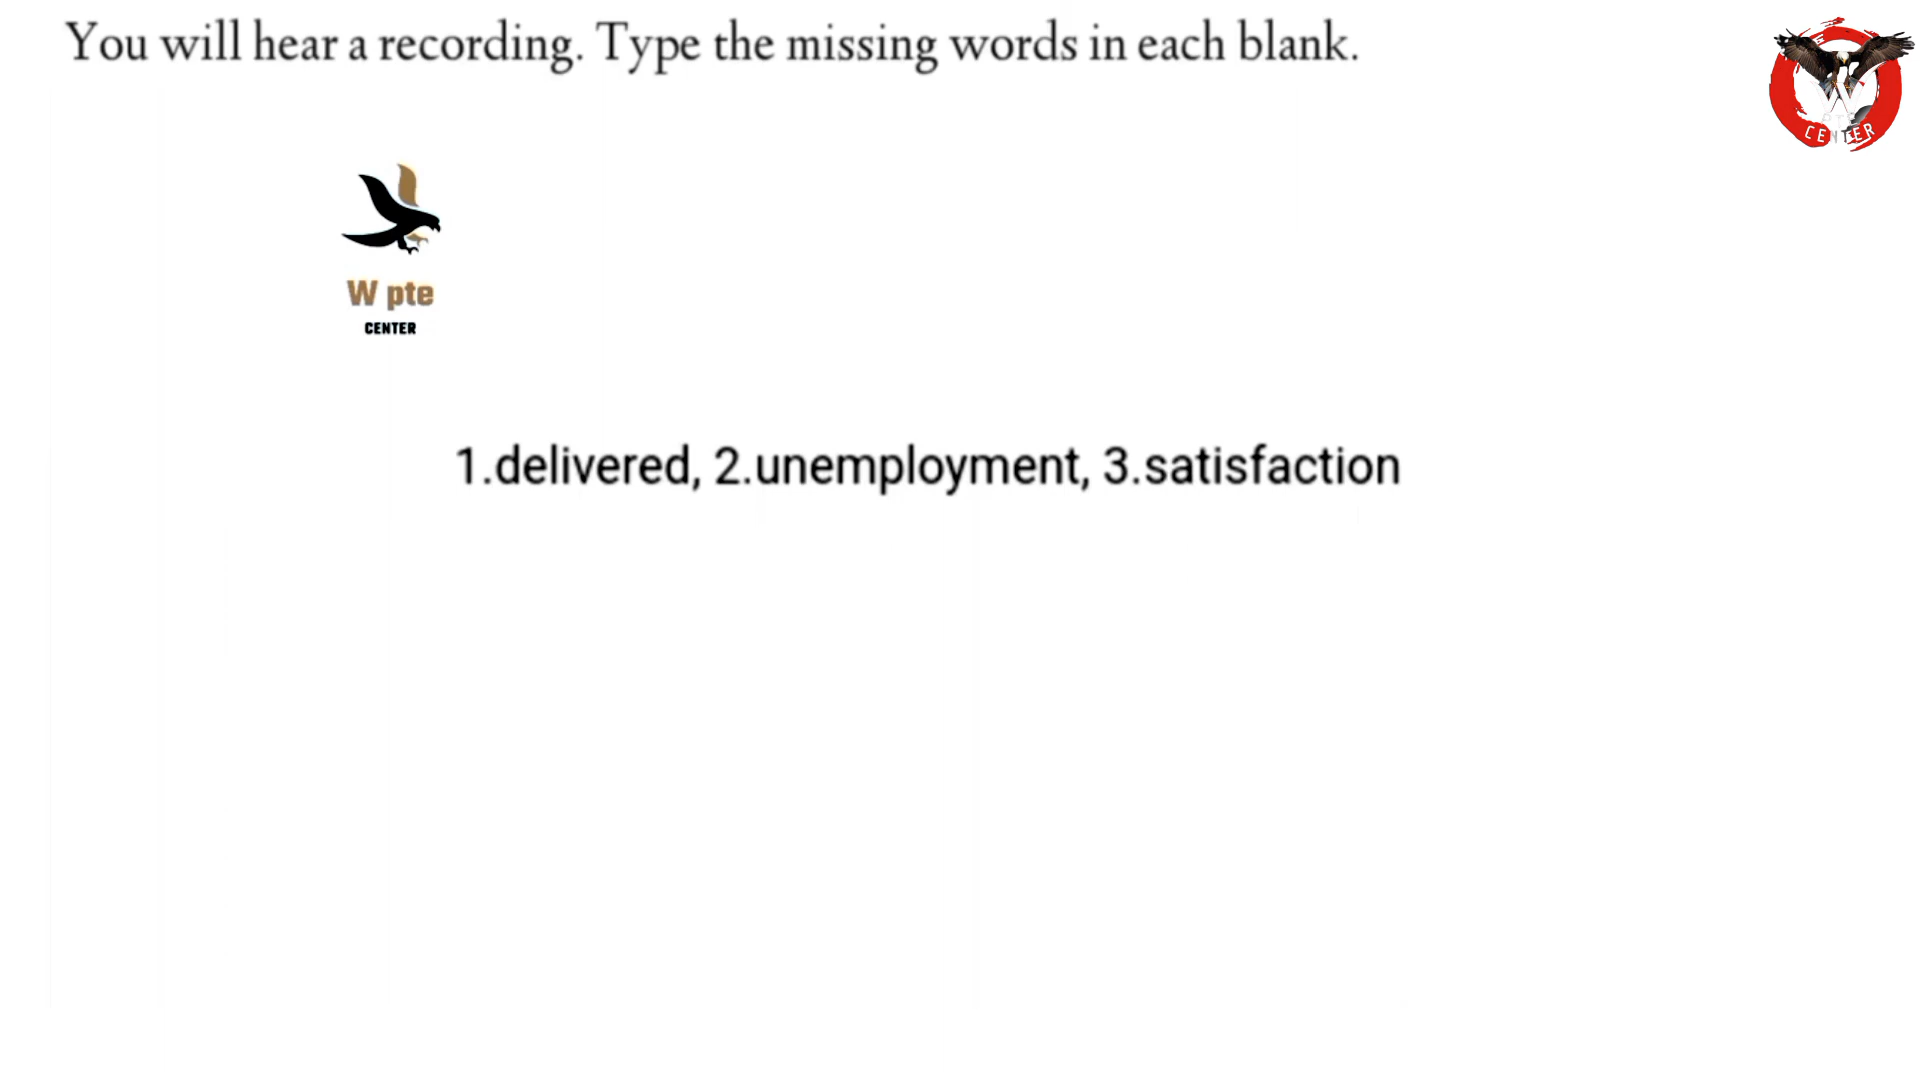 You will hear a recording. Type the missing words in each blank.
CENTER
W pte
CENTER
1.delivered, 2.unemployment, 3.satisfaction